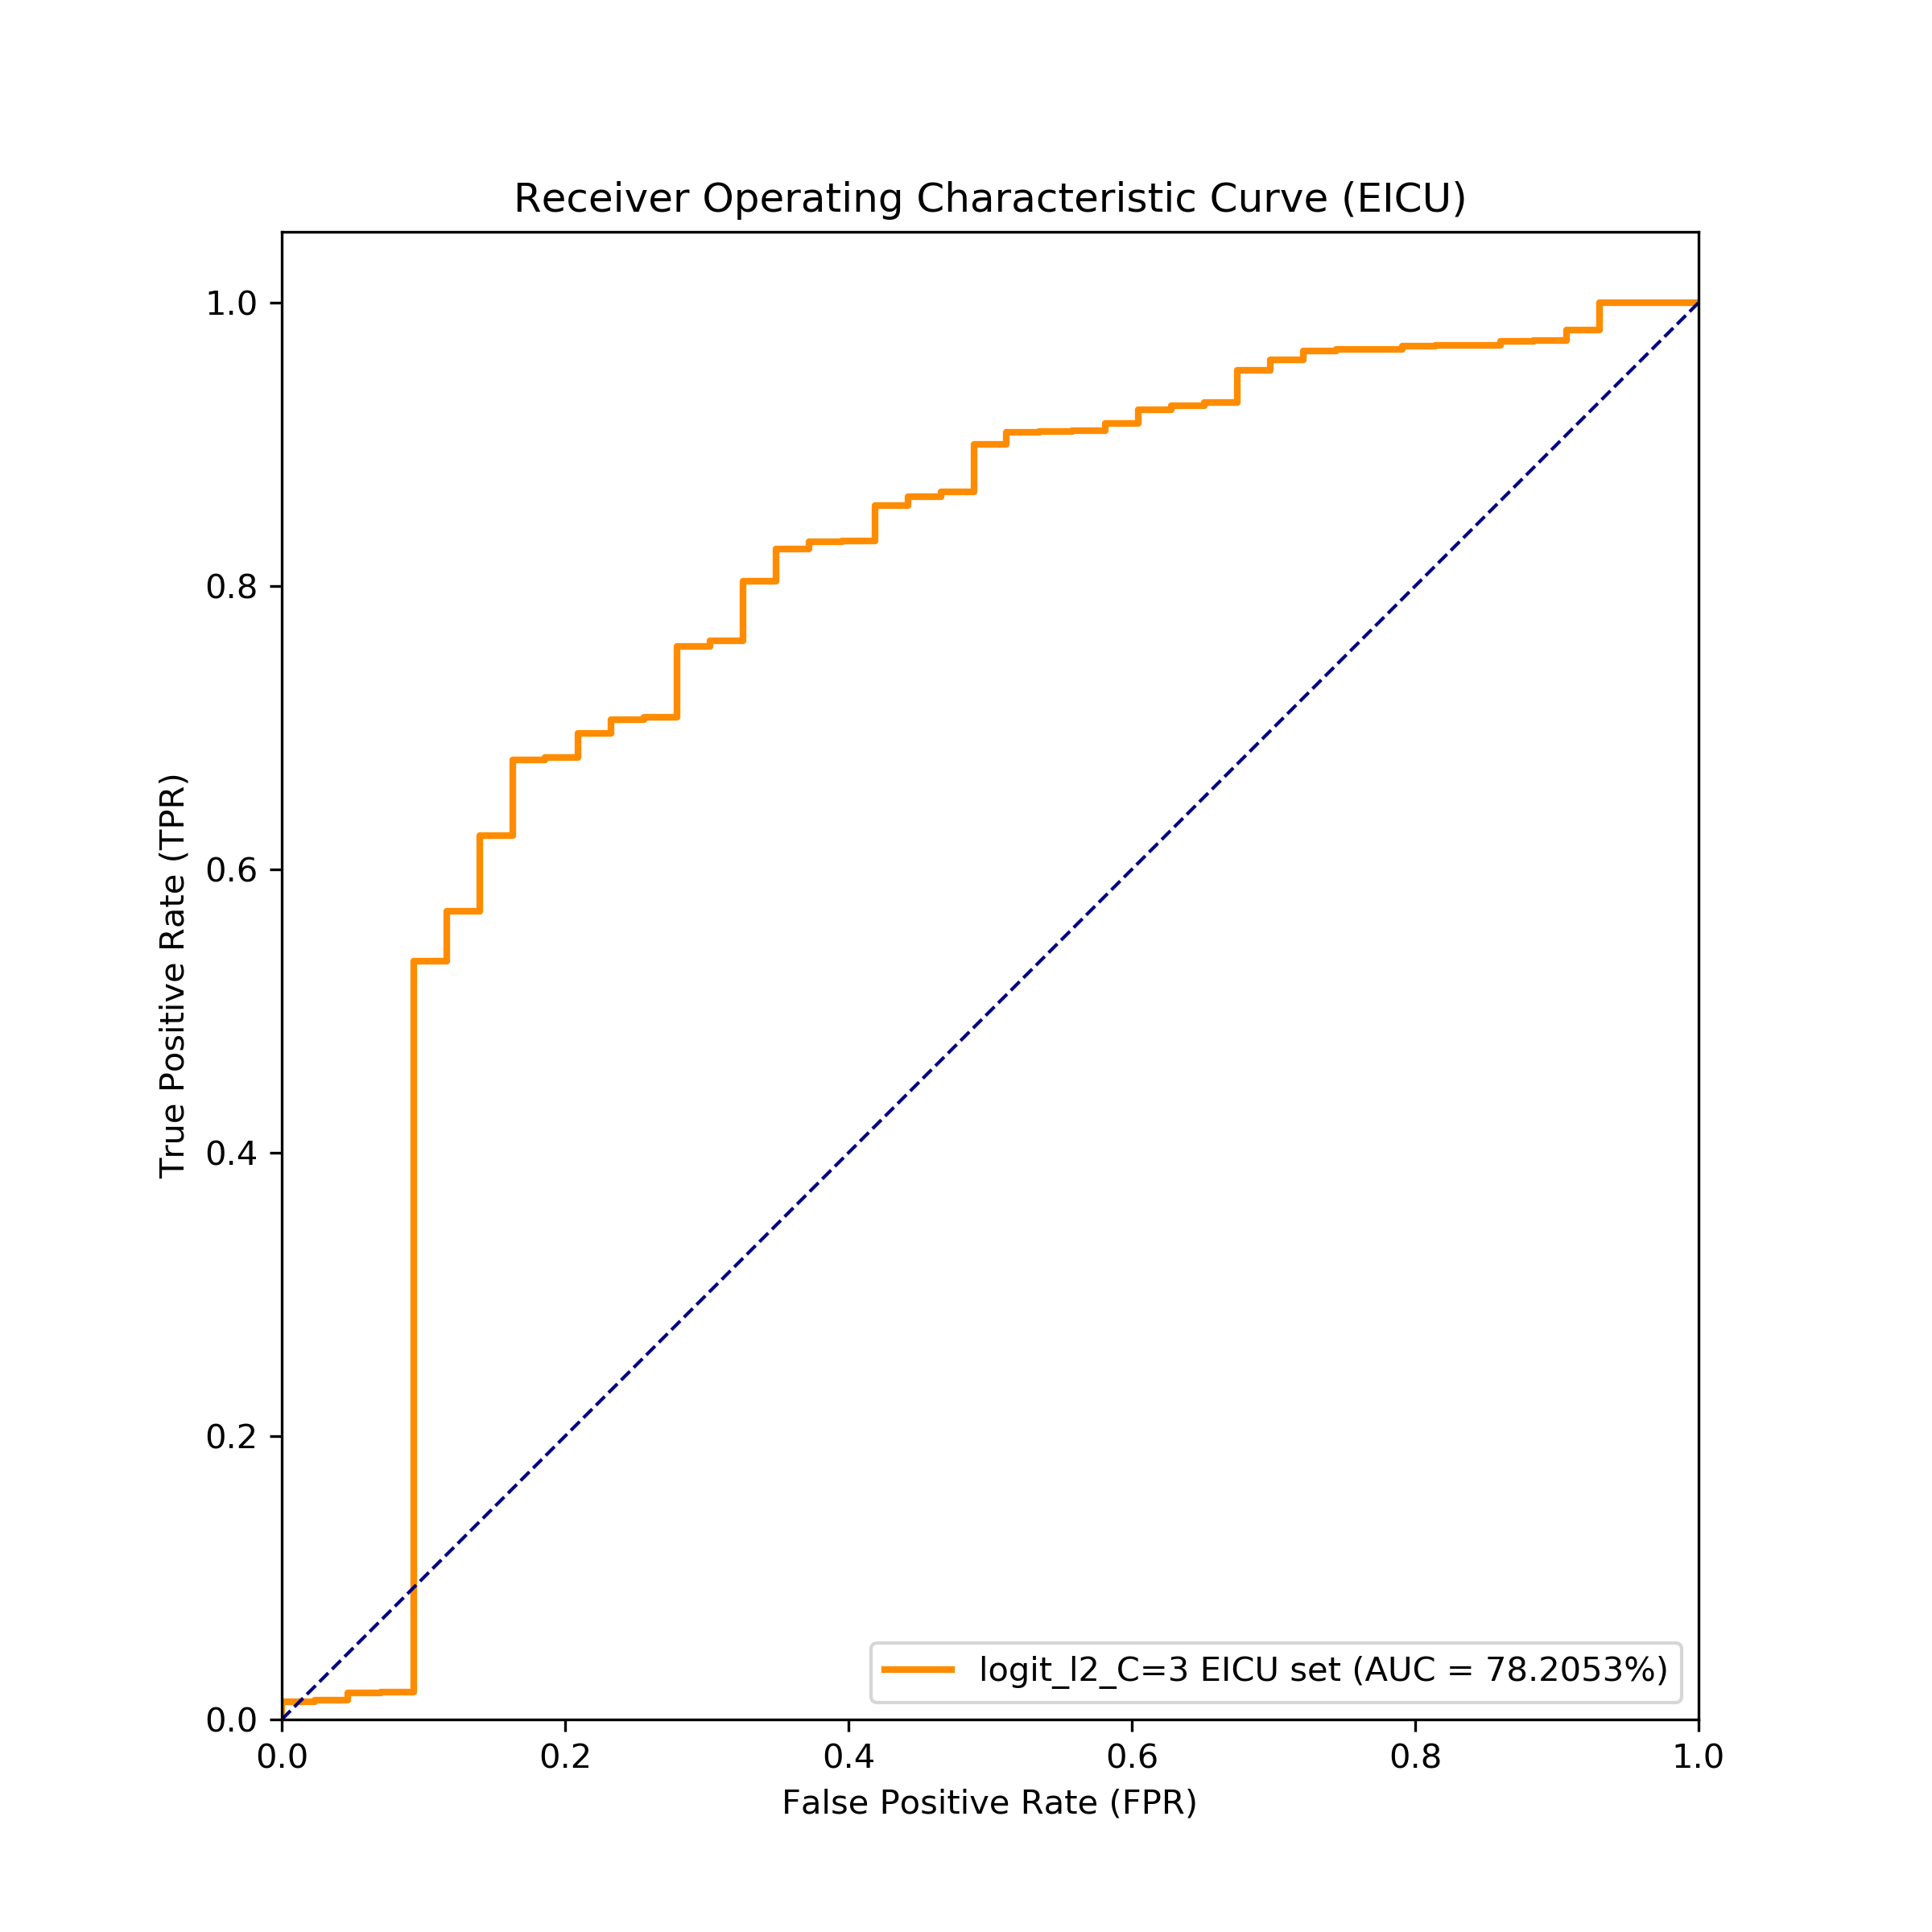 Receiver Operating Characteristic Curve (EICU)
True Positive Rate (TPR)
1.0
0.8
0.6
0.4
0.2
0.0
logit_l2_C=3 EICU set (AUC = 78.2053%)
0.0 0.2 0.4 0.6 0.8 1.0
False Positive Rate (FPR)